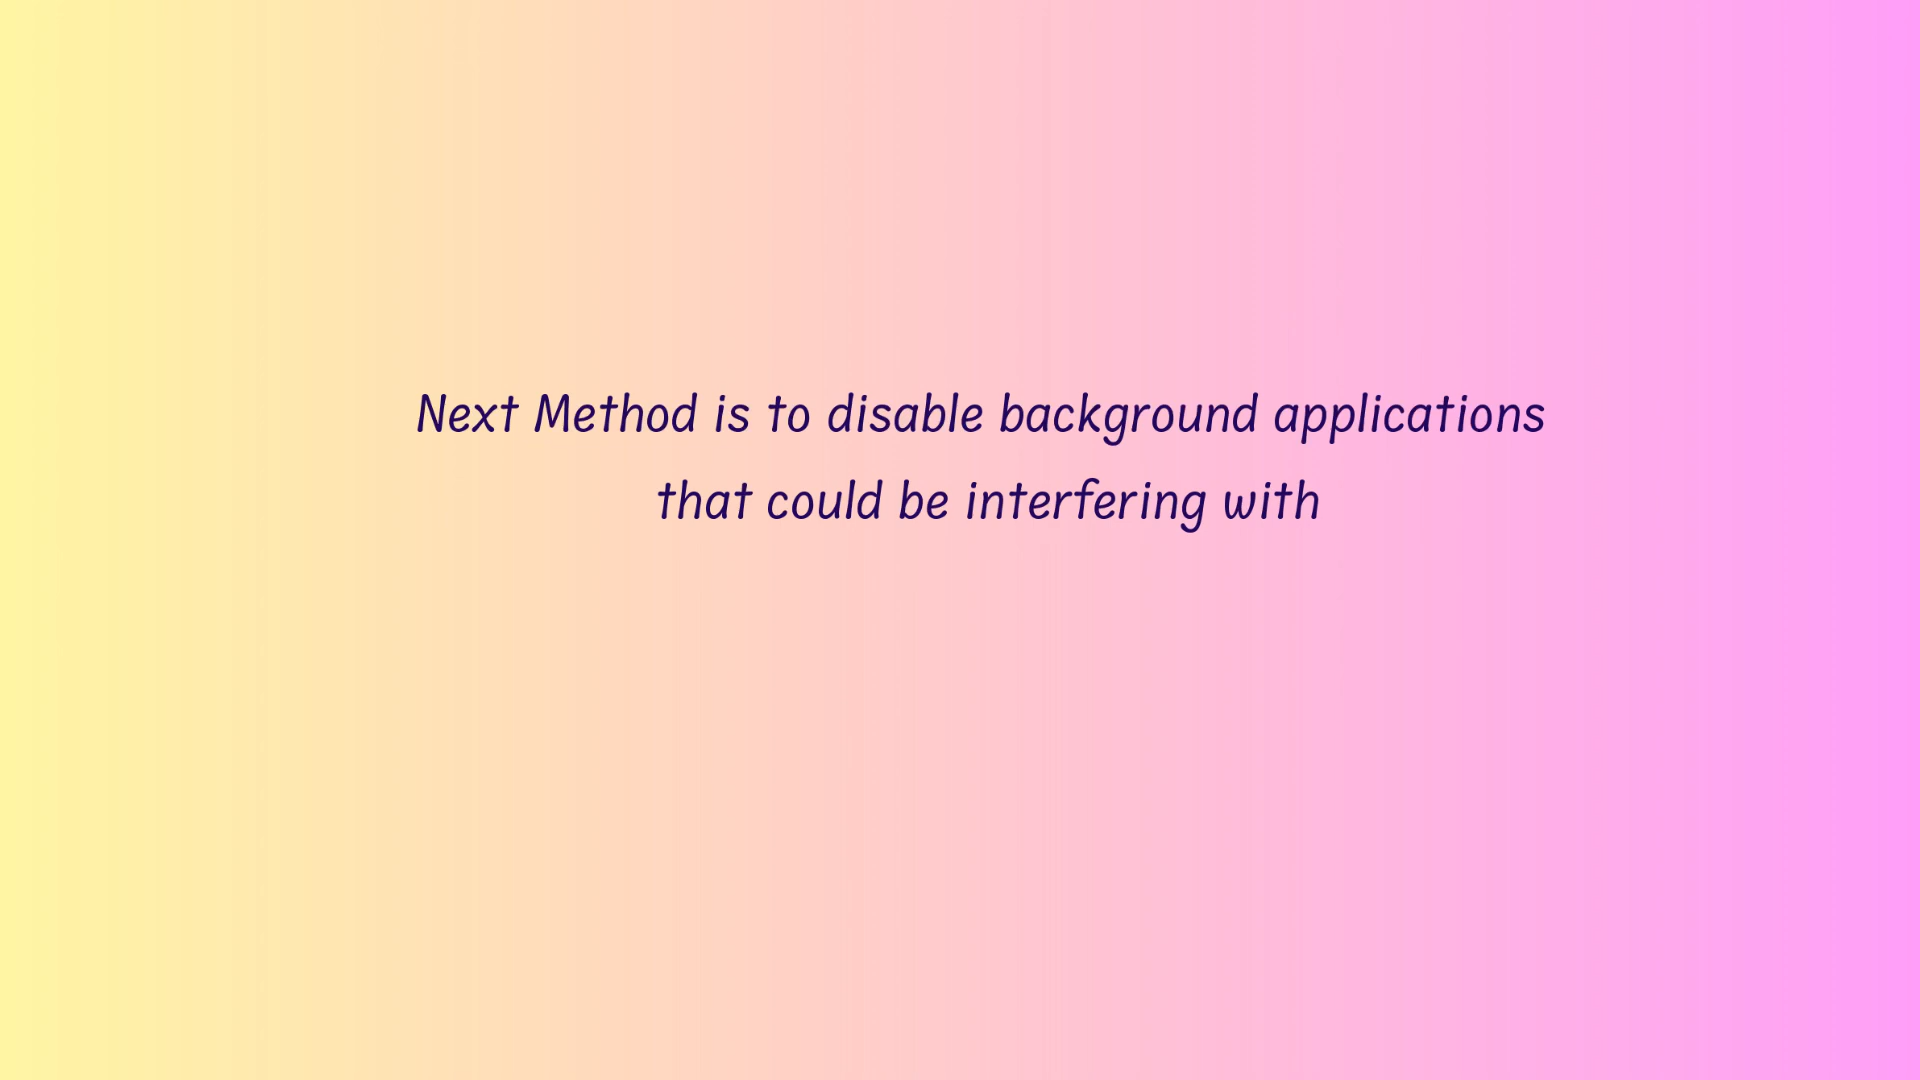 Next Method is to disable background applications
that could be interfering with